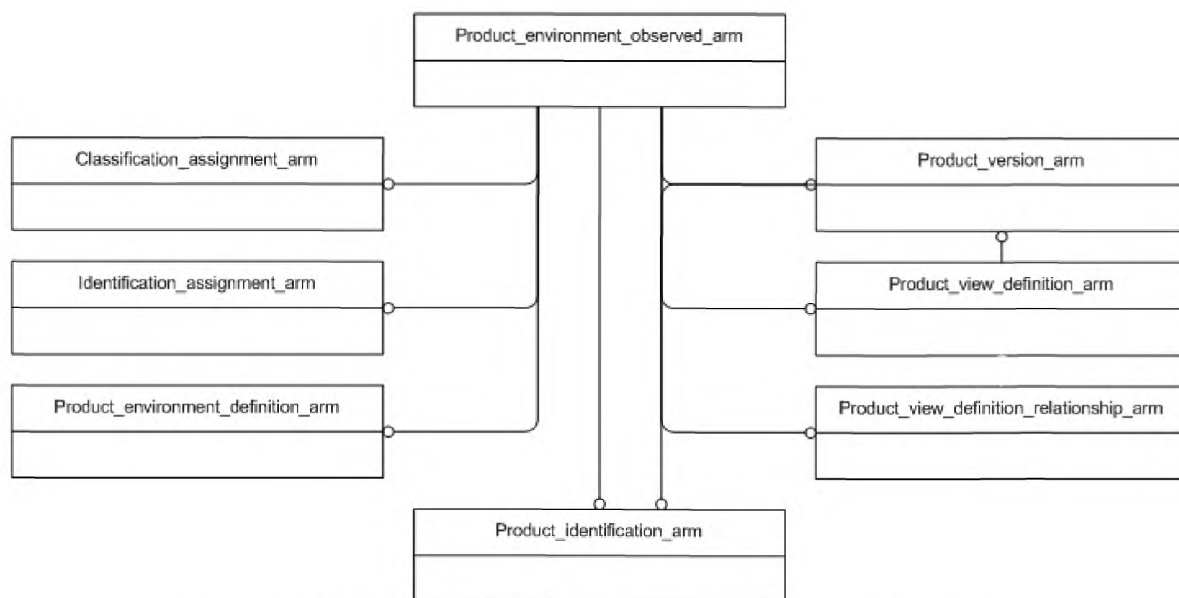 Product_environment_observed_arm
Classification_assignment_arm
Product_version_arm
Identification_assignment_arm
Product_view_definition_arm
Product_environment_definition_arm
Product_view_definition_relationship_arm
Product_identification_arm